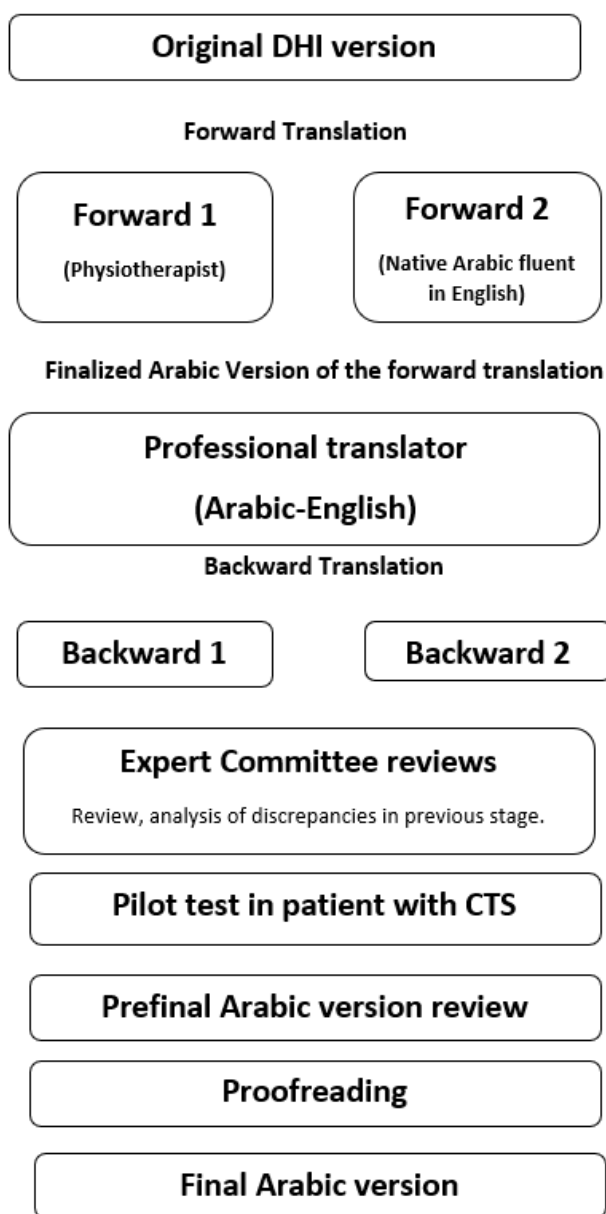 Original DHI version
Forward Translation
Forward 1
(Physiotherapist)
Forward 2
(Native Arabic fluent
in English)
Finalized Arabic Version of the forward translation
Professional translator
(Arabic-English)
Backward Translation
Backward 1
Backward 2
Expert Committee reviews
Review, analysis of discrepancies in previous stage.
Pilot test in patient with CTS
Prefinal Arabic version review
Proofreading
Final Arabic version